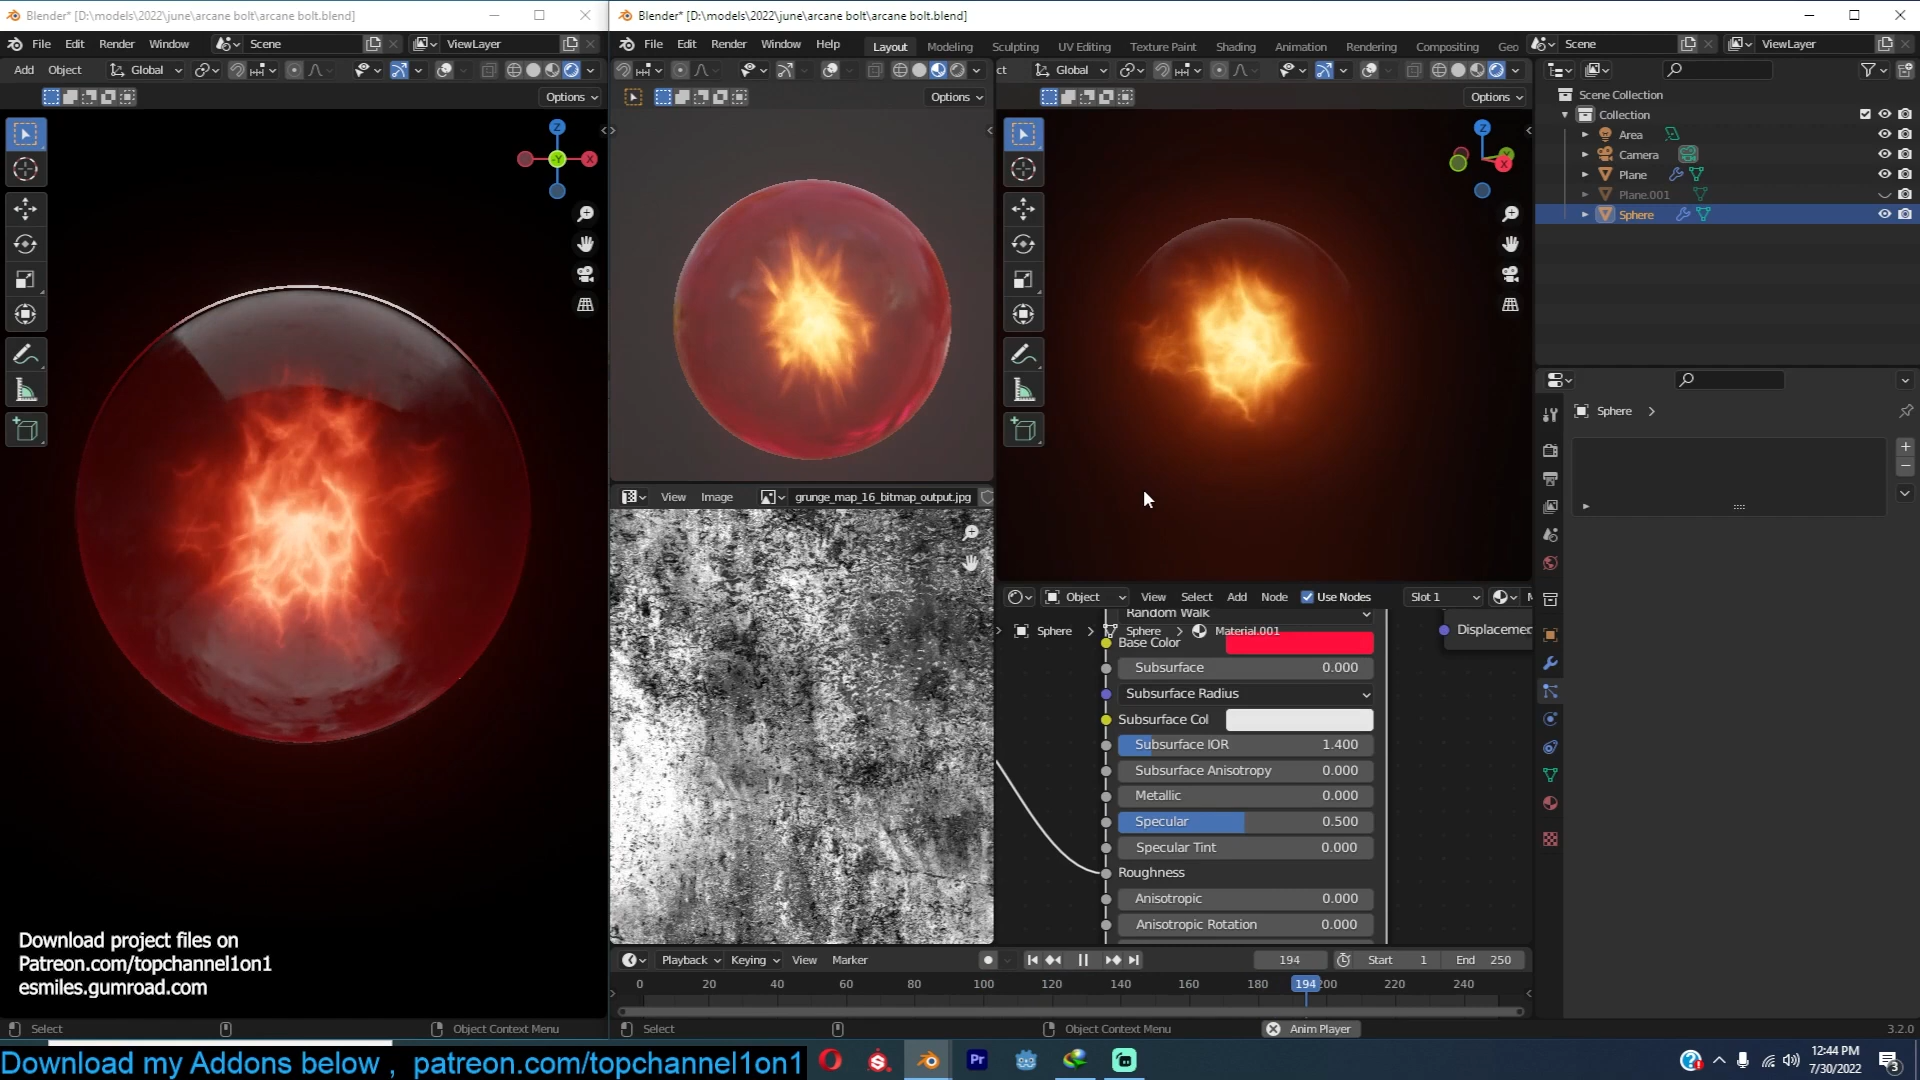 Blender* [D:\models\2022\june\arcane bolt\arcane bolt.blend]
File Edit Render Window Scene ViewLayer
Add Object Global
Options
Download project files on
Patreon.com/topchannel1on1
esmiles.gumroad.com
Select Object Context Menu
Blender* [D:\models\2022\june\arcane bolt\arcane bolt.blend]
File Edit Render Window Help Layout Modeling Sculpting UV Editing Texture Paint Shading Animation Rendering Compositing Geo Scene ViewLayer
Options
ct Global
Options
View Image grunge_map_16_bitmap_output.jpg
Object View Select Add Node Use Nodes Slot 1
Random Walk
Sphere Sphere Material.001
Base Color
Displacemen
Subsurface 0.000
Subsurface Radius
Subsurface Col
Subsurface IOR 1.400
Subsurface Anisotropy 0.000
Metallic 0.000
Specular 0.500
Specular Tint 0.000
Roughness
Anisotropic 0.000
Anisotropic Rotation 0.000
Scene Collection
Collection
Area
Camera
Plane
Plane.001
Sphere
Sphere
Playback Keying View Marker 194 Start 1 End 250
0 20 40 60 80 100 120 140 160 180 194 200 220 240
Select Object Context Menu Anim Player 3.2.0
Download my Addons below , patreon.com/topchannel1on1
Pr
12:44 PM
7/30/2022
3